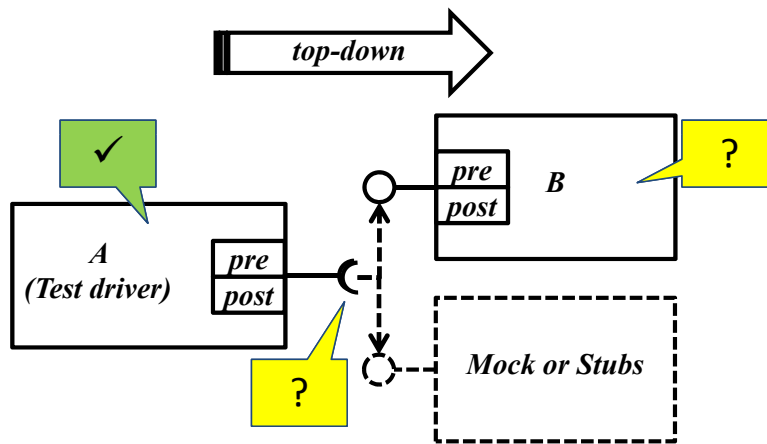 top-down
✓
A
(Test driver)
pre
post
?
pre
post
B
?
Mock or Stubs